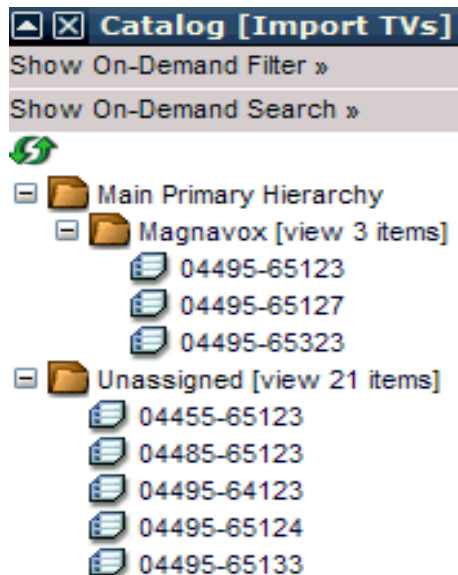 Catalog [Import TVs]
Show On-Demand Filter »
Show On-Demand Search »
Main Primary Hierarchy
Magnavox [view 3 items]
04495-65123
04495-65127
04495-65323
Unassigned [view 21 items]
04455-65123
04485-65123
04495-64123
04495-65124
04495-65133